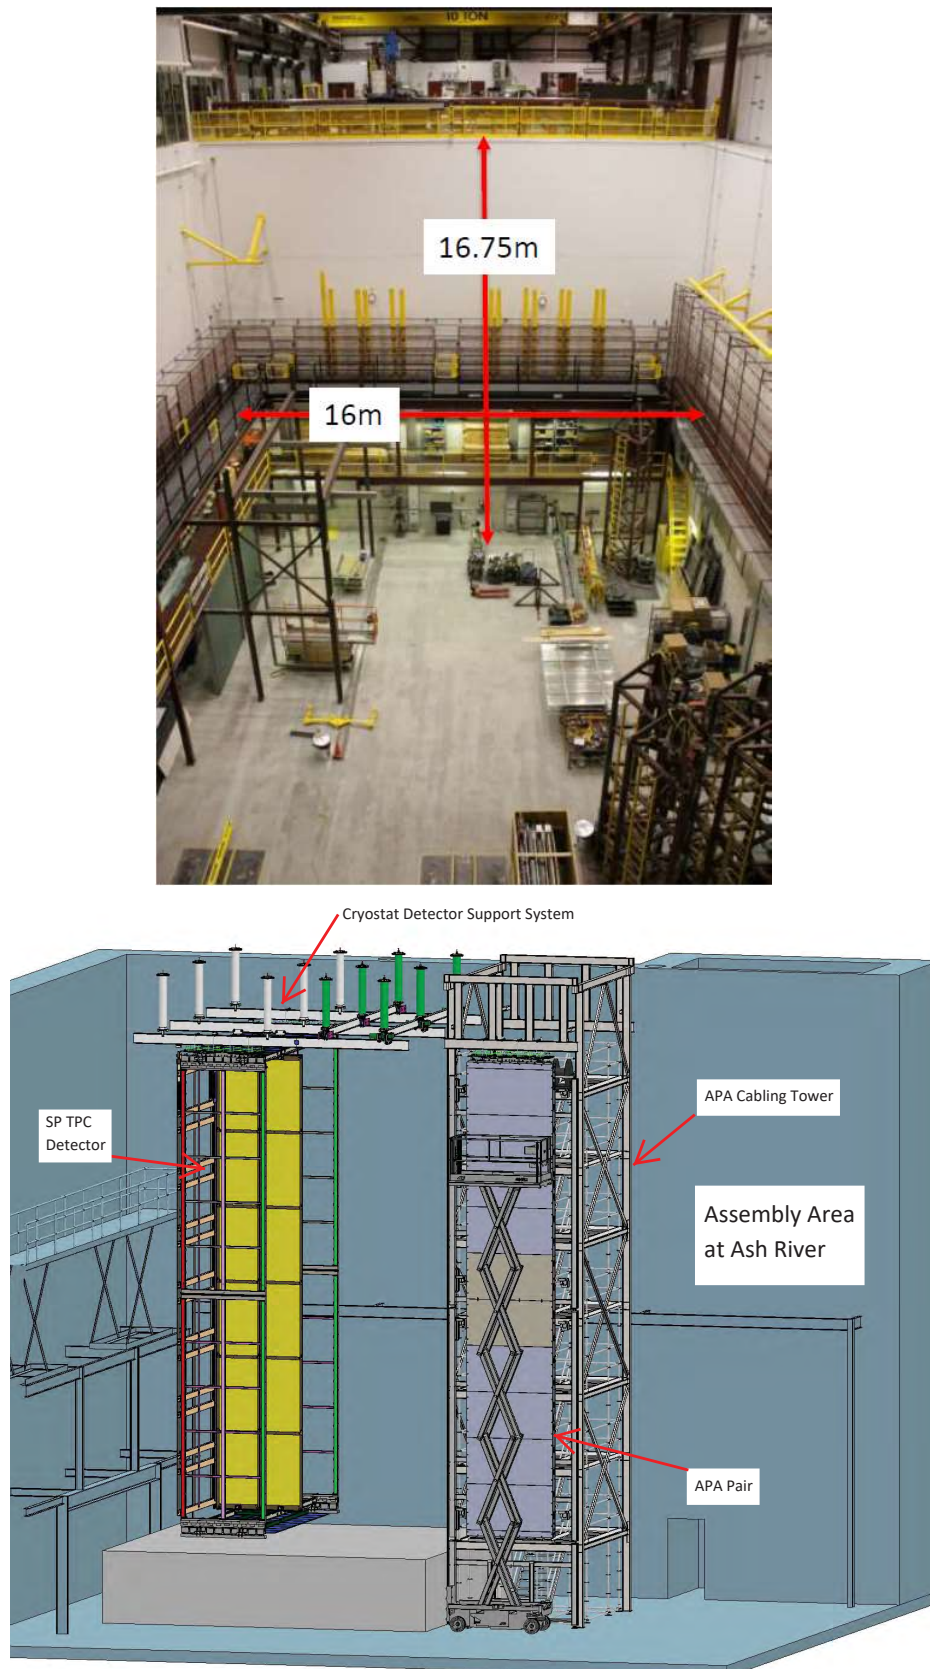 10 TON
16.75m
16m
Cryostat Detector Support System
SP TPC
Detector
APA Cabling Tower
Assembly Area
at Ash River
APA Pair